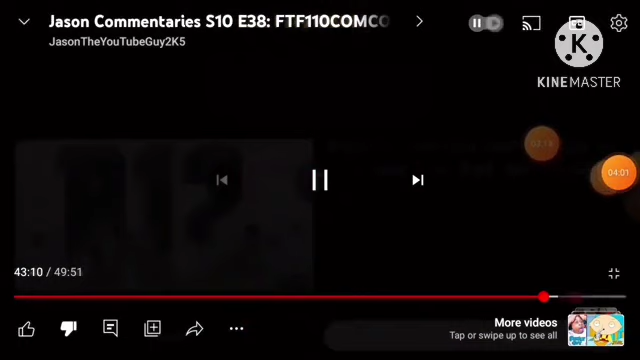 Jason Commentaries S10 E38: FTF110COMCO
JasonTheYouTubeGuy2K5
K
KINEMASTER
04:01
43:10 / 49:51
More videos
Tap or swipe up to see all